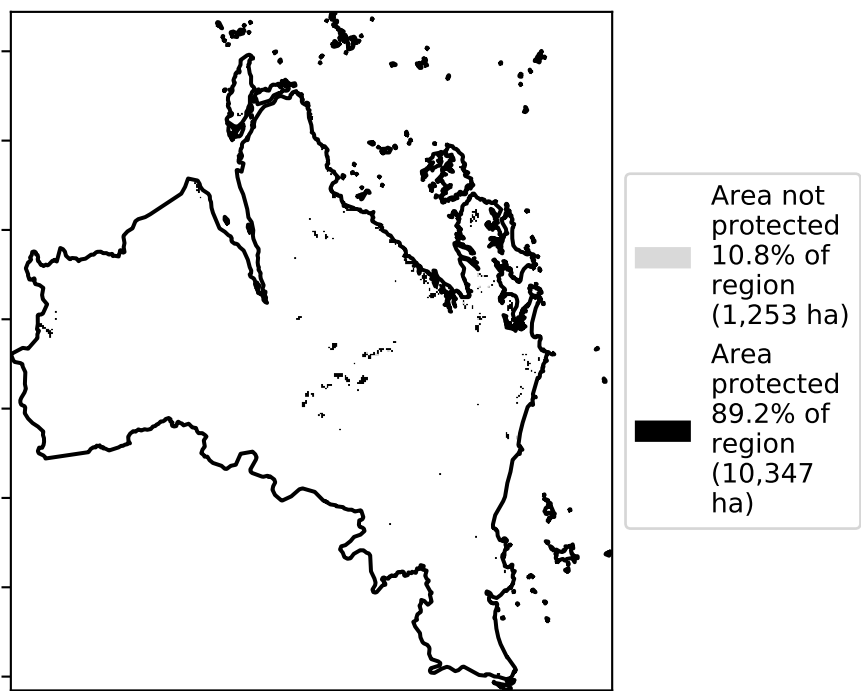 Area not
protected
10.8% of
region
(1,253 ha)
Area
protected
89.2% of
region
(10,347
ha)